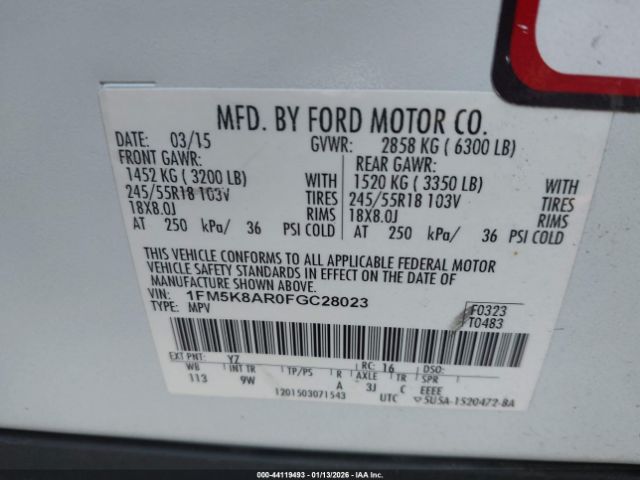 MFD. BY FORD MOTOR CO.
DATE: 03/15 GVWR: 2858 KG ( 6300 LB)
FRONT GAWR: REAR GAWR:
1452 KG ( 3200 LB) WITH 1520 KG ( 3350 LB) WITH
245/55R18 103V TIRES 245/55R18 103V TIRES
18X8.0J RIMS 18X8.0J RIMS
AT 250 kPa/ 36 PSI COLD AT 250 kPa/ 36 PSI COLD
THIS VEHICLE CONFORMS TO ALL APPLICABLE FEDERAL MOTOR
VEHICLE SAFETY STANDARDS IN EFFECT ON THE DATE OF
MANUFACTURE SHOWN ABOVE.
VIN: 1FM5K8AR0FGC28023 F0323
TYPE: MPV T0483
EXT PNT: YZ RC: 16 DSO:
WB INT TR TP/PS R AXLE TR SPR
113 9W A 3J C EEEE
1201503071543 UTC ▽5USA-1520472-BA
000-44119493 - 01/13/2026 - IAAI.com